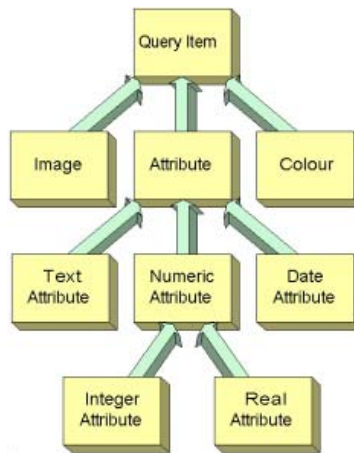 Query Item
Image
Attribute
Colour
Text
Attribute
Numeric
Attribute
Date
Attribute
Integer
Attribute
Real
Attribute